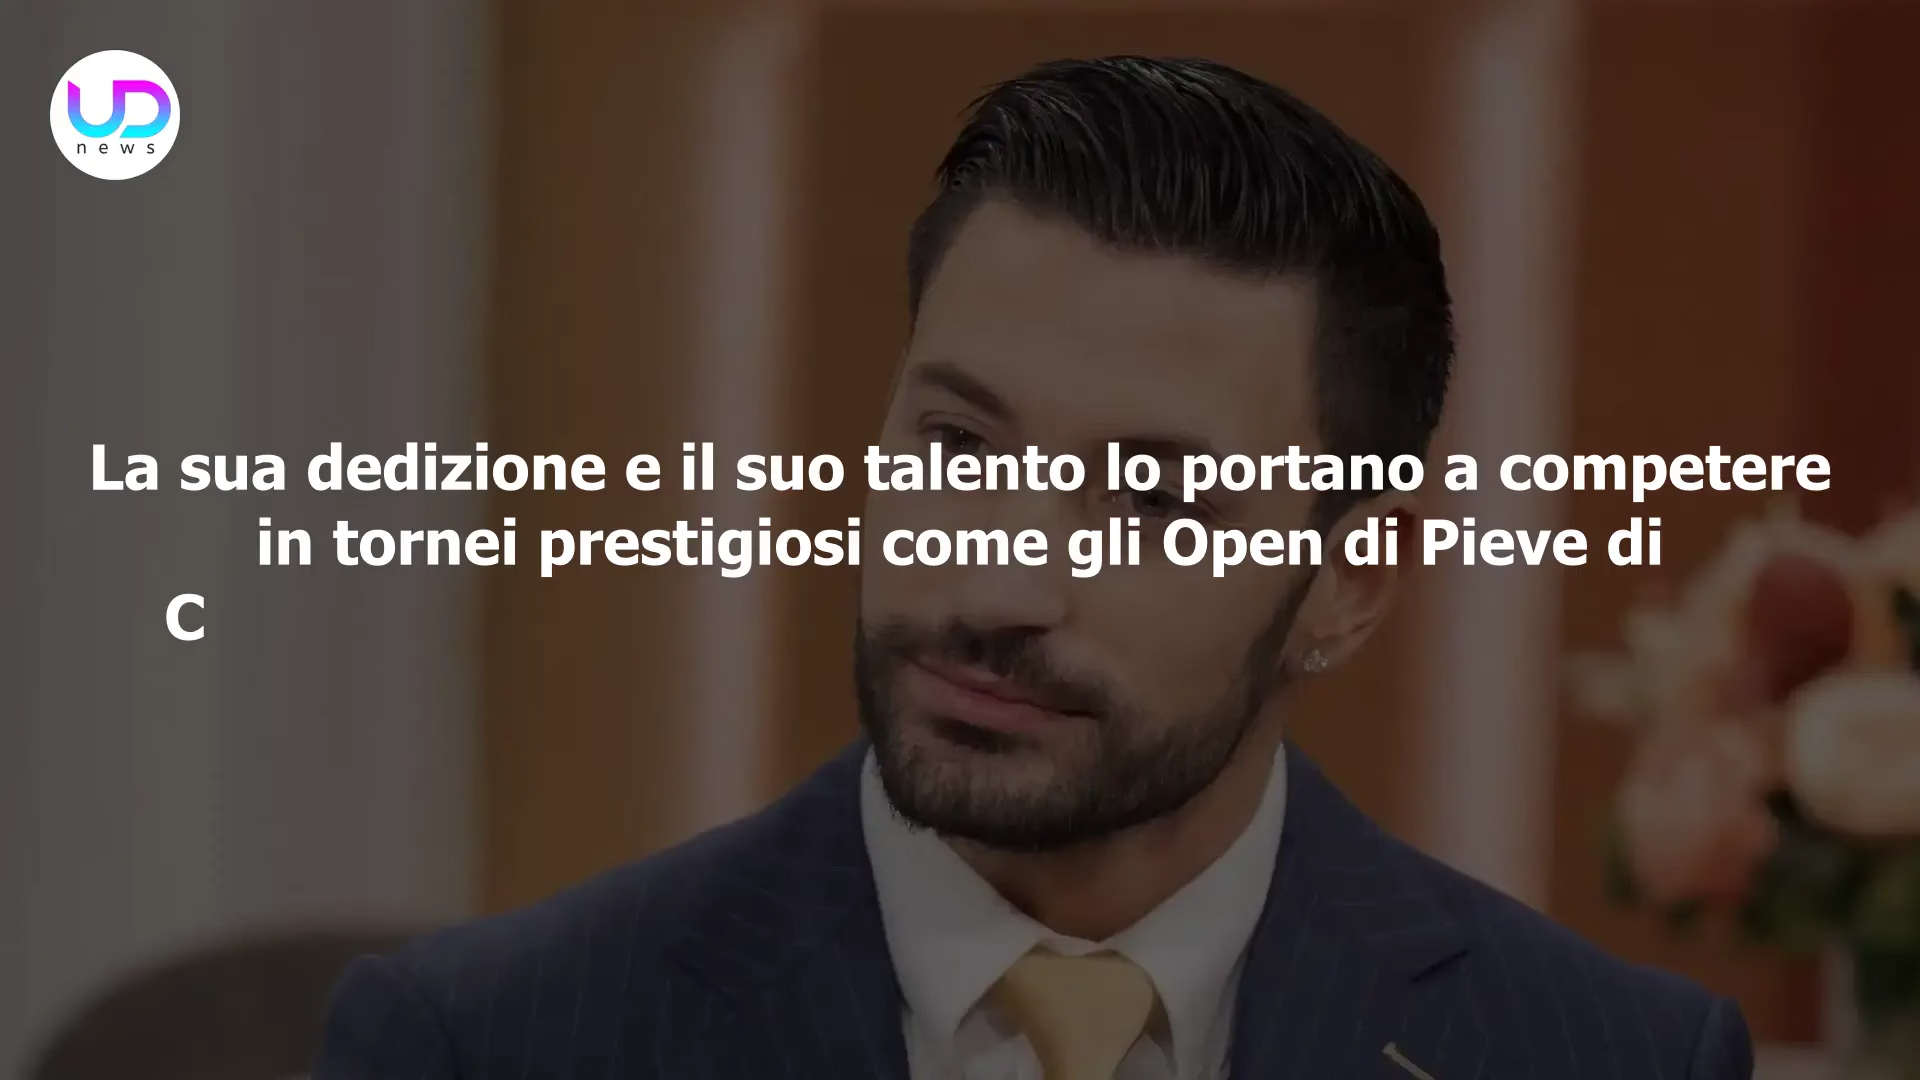 UD
news
La sua dedizione e il suo talento lo portano a competere
in tornei prestigiosi come gli Open di Pieve di
C